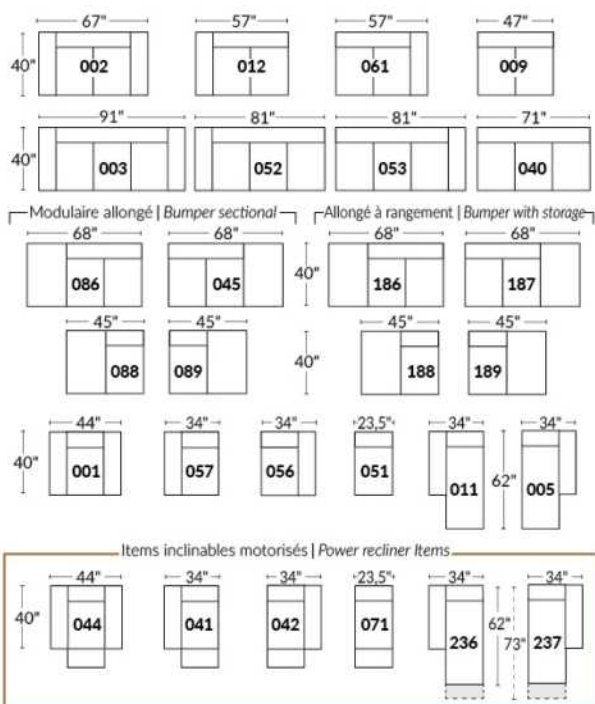 67" 57" 57" 47"
40" 002 012 061 009
91" 81" 81" 71"
40" 003 052 053 040
Modulaire allongé | Bumper sectional Allongé à rangement | Bumper with storage
68" 68" 68" 68"
086 045 40" 186 187
45" 45" 45" 45"
088 089 40" 188 189
44" 34" 34" 23,5" 34" 34"
40" 001 057 056 051 011 62" 005
Items inclinables motorisés | Power recliner Items
44" 34" 34" 23,5" 34" 34"
40" 044 041 042 071 236 62" 73" 237